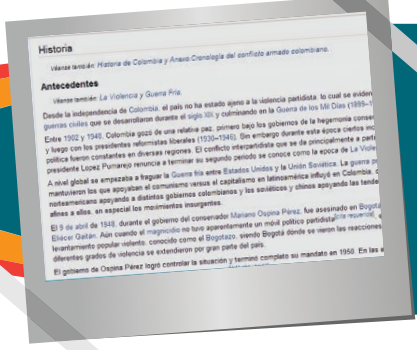 Historia
Véanse también: Historia de Colombia y Anexo:Cronología del conflicto armado colombiano.
Antecedentes
Véanse también: La Violencia y Guerra Fría.
Desde la independencia de Colombia, el país no ha estado ajeno a la violencia partidista, lo cual se eviden
guerras civiles que se desarrollaron durante el siglo XIX y culminando en la Guerra de los Mil Días (1899-1
Entre 1902 y 1948, Colombia gozó de una relativa paz, primero bajo los gobiernos de la hegemonía conser
y luego con los presidentes reformistas liberales (1930–1946). Sin embargo durante esta época ciertos inc
política fueron constantes en diversas regiones. El conflicto interpartidista que se da principalmente a parti
presidente Lopez Pumarejo renuncia a terminar su segundo periodo se conoce como la época de La Viole
A nivel global se empezaba a fraguar la Guerra fría entre Estados Unidos y la Unión Soviética. La guerra
mantuvieron los que apoyaban el comunismo versus el capitalismo en latinoamérica influyó en Colombia,
norteamericano apoyando a distintos gobiernos colombianos y los soviéticos y chinos apoyando las tende
afines a ellos, en especial los movimientos insurgentes.
El 9 de abril de 1948, durante el gobierno del conservador Mariano Ospina Pérez, fue asesinado en Bogotá
Eliécer Gaitán. Aún cuando el magnicidio no tuvo aparentemente un móvil político partidista[cita requerida],
levantamiento popular violento, conocido como el Bogotazo, siendo Bogotá donde se vieron las reacciones
diferentes grados de violencia se extendieron por gran parte del país.
El gobierno de Ospina Pérez logró controlar la situación y terminó completo su mandato en 1950. En las